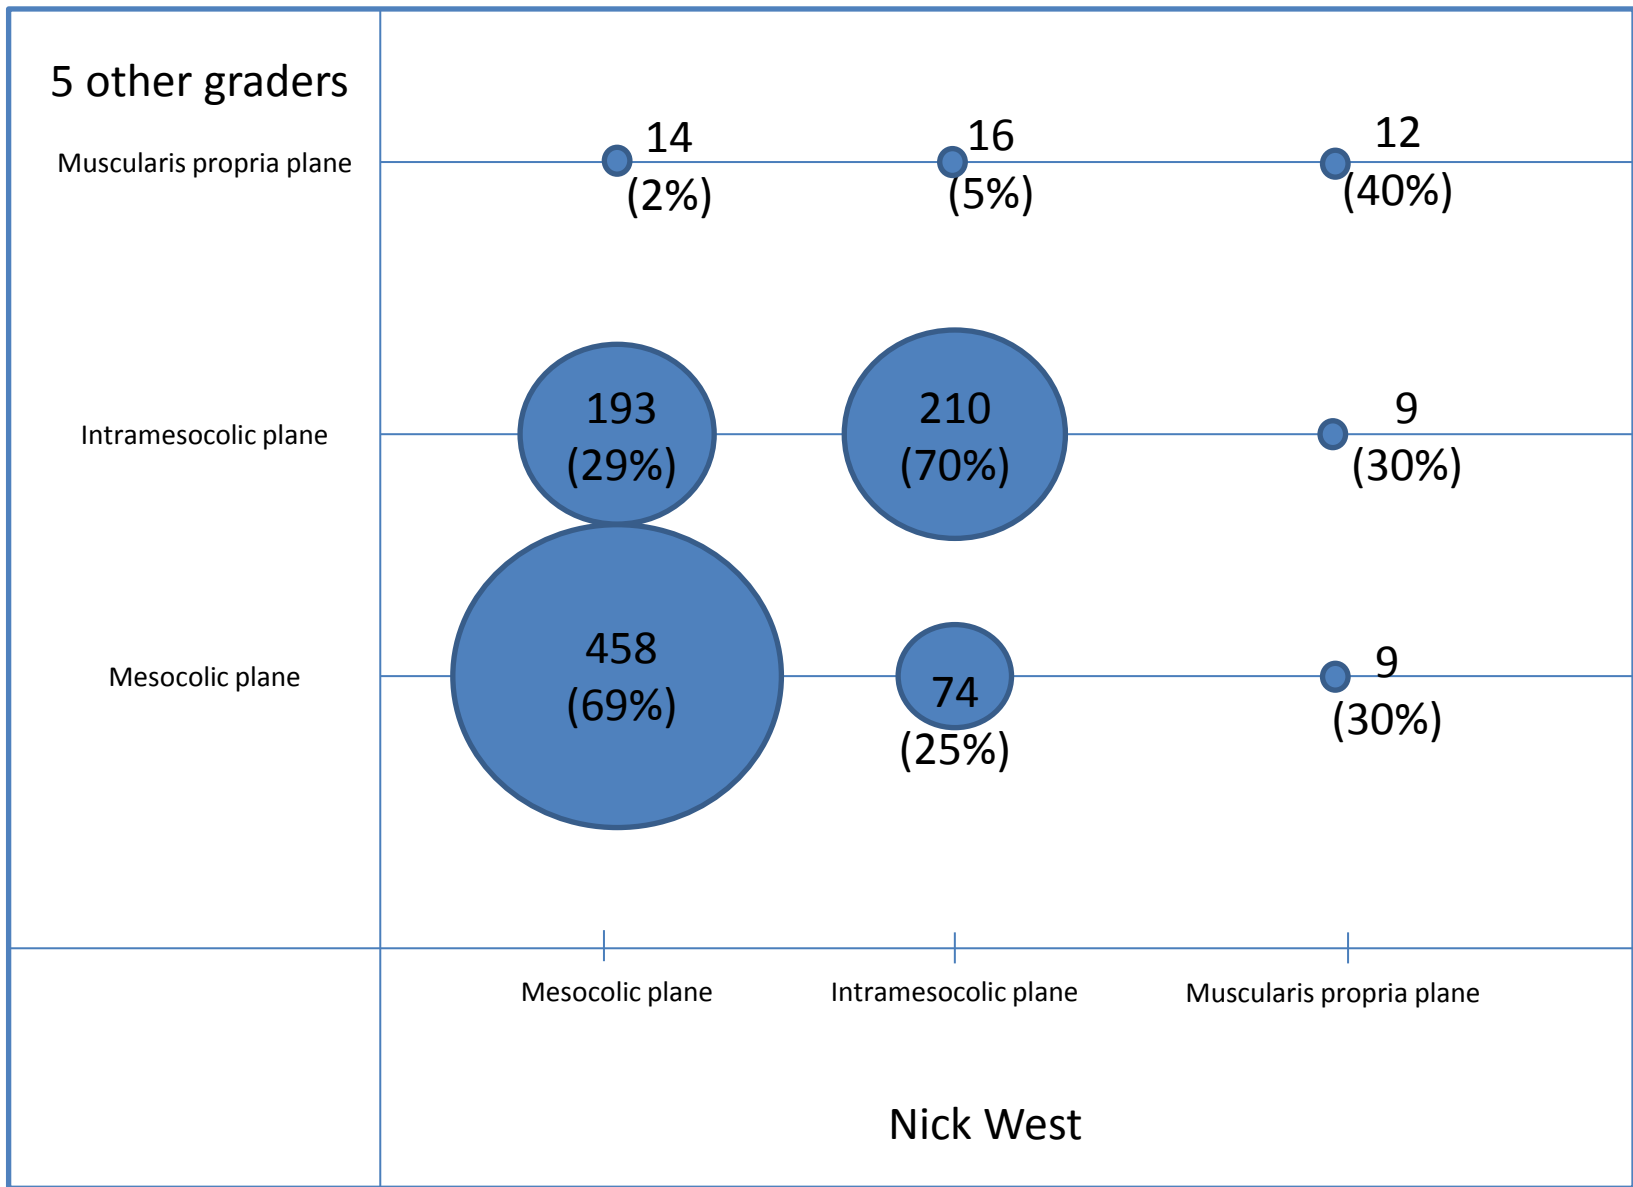 5 other graders
Muscularis propria plane
14
(2%)
16
(5%)
12
(40%)
Intramesocolic plane
193
(29%)
210
(70%)
9
(30%)
Mesocolic plane
458
(69%)
74
(25%)
9
(30%)
Mesocolic plane
Intramesocolic plane
Muscularis propria plane
Nick West